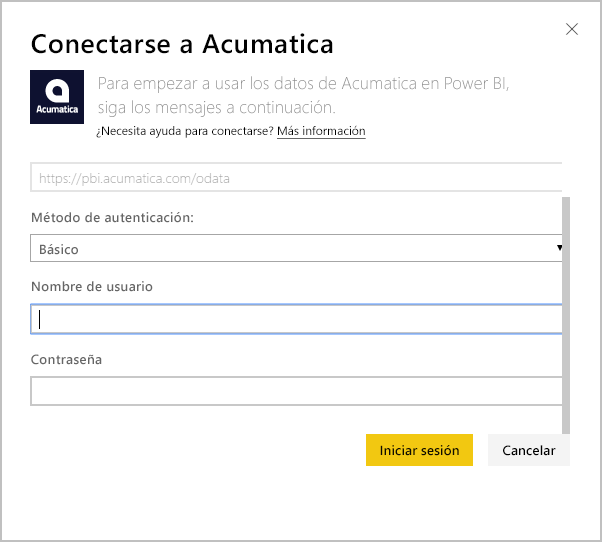 Conectarse a Acumatica
Acumatica
Para empezar a usar los datos de Acumatica en Power BI,
siga los mensajes a continuación.
¿Necesita ayuda para conectarse? Más información
https://pbi.acumatica.com/odata
Método de autenticación:
Básico
Nombre de usuario
Contraseña
Iniciar sesión
Cancelar